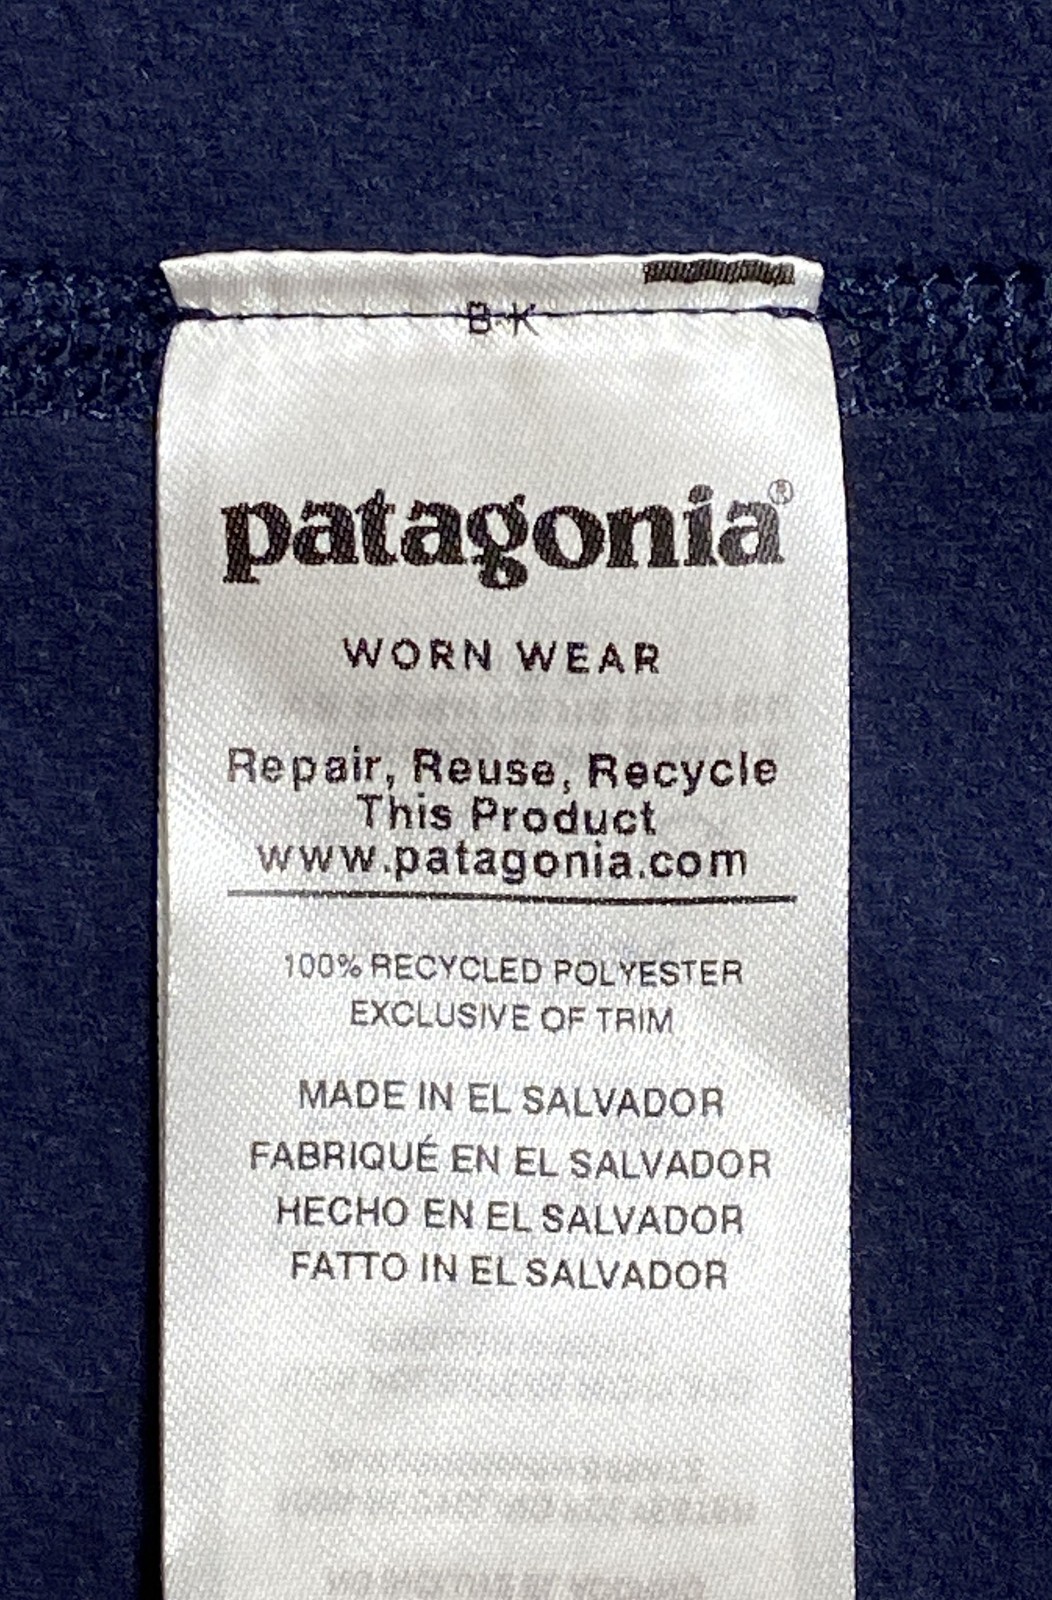 B-K
patagonia®
WORN WEAR
Repair, Reuse, Recycle
This Product
www.patagonia.com
100% RECYCLED POLYESTER
EXCLUSIVE OF TRIM
MADE IN EL SALVADOR
FABRIQUÉ EN EL SALVADOR
HECHO EN EL SALVADOR
FATTO IN EL SALVADOR